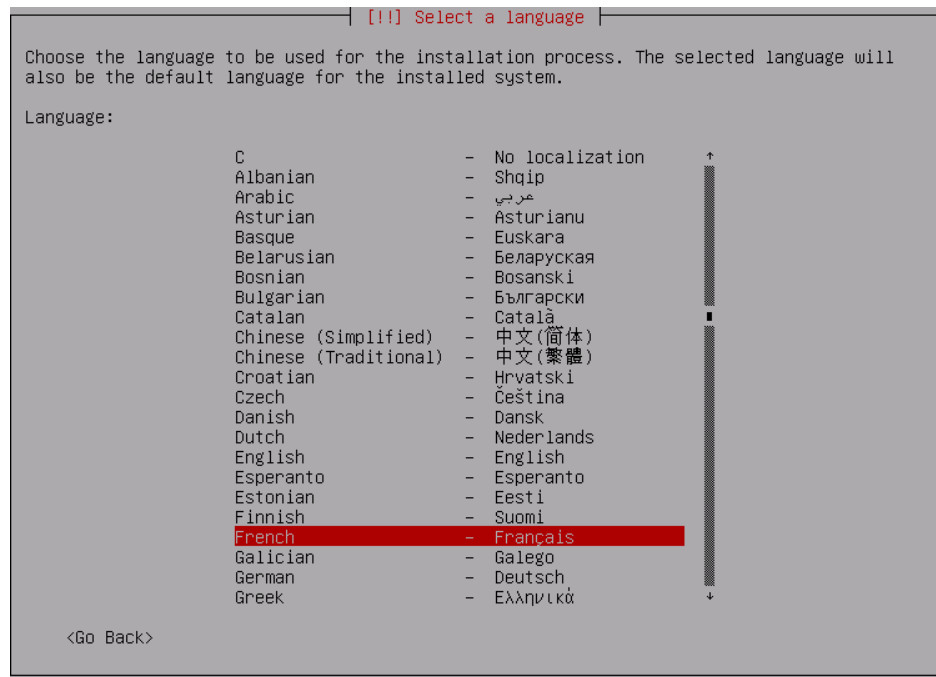 [!!] Select a language
Choose the language to be used for the installation process. The selected language will
also be the default language for the installed system.
Language:
C - No localization
Albanian - Shqip
Arabic - عربي
Asturian - Asturianu
Basque - Euskara
Belarusian - Беларуская
Bosnian - Bosanski
Bulgarian - Български
Catalan - Català
Chinese (Simplified) - 中文(简体)
Chinese (Traditional) - 中文(繁體)
Croatian - Hrvatski
Czech - Čeština
Danish - Dansk
Dutch - Nederlands
English - English
Esperanto - Esperanto
Estonian - Eesti
Finnish - Suomi
French - Français
Galician - Galego
German - Deutsch
Greek - Ελληνικά
<Go Back>